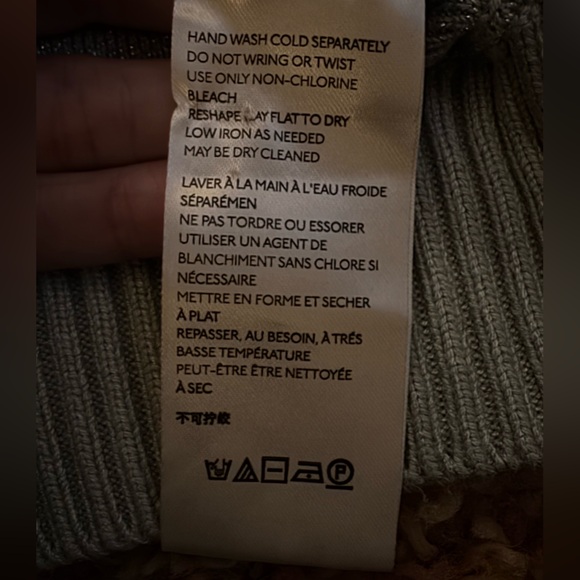 HAND WASH COLD SEPARATELY
DO NOT WRING OR TWIST
USE ONLY NON-CHLORINE
BLEACH
RESHAPE LAY FLAT TO DRY
LOW IRON AS NEEDED
MAY BE DRY CLEANED
LAVER À LA MAIN À L'EAU FROIDE
SÉPARÉMEN
NE PAS TORDRE OU ESSORER
UTILISER UN AGENT DE
BLANCHIMENT SANS CHLORE SI
NÉCESSAIRE
METTRE EN FORME ET SECHER
À PLAT
REPASSER, AU BESOIN, À TRÉS
BASSE TEMPÉRATURE
PEUT-ÊTRE ÊTRE NETTOYÉE
À SEC
不可拧绞
P